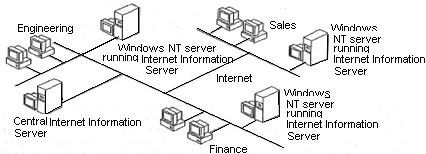 Engineering
Sales
Windows NT server
running Internet Information
Server
Windows
NT server
running
Internet Information
Server
Internet
Central Internet Information
Server
Windows
NT server
running
Internet Information
Server
Finance